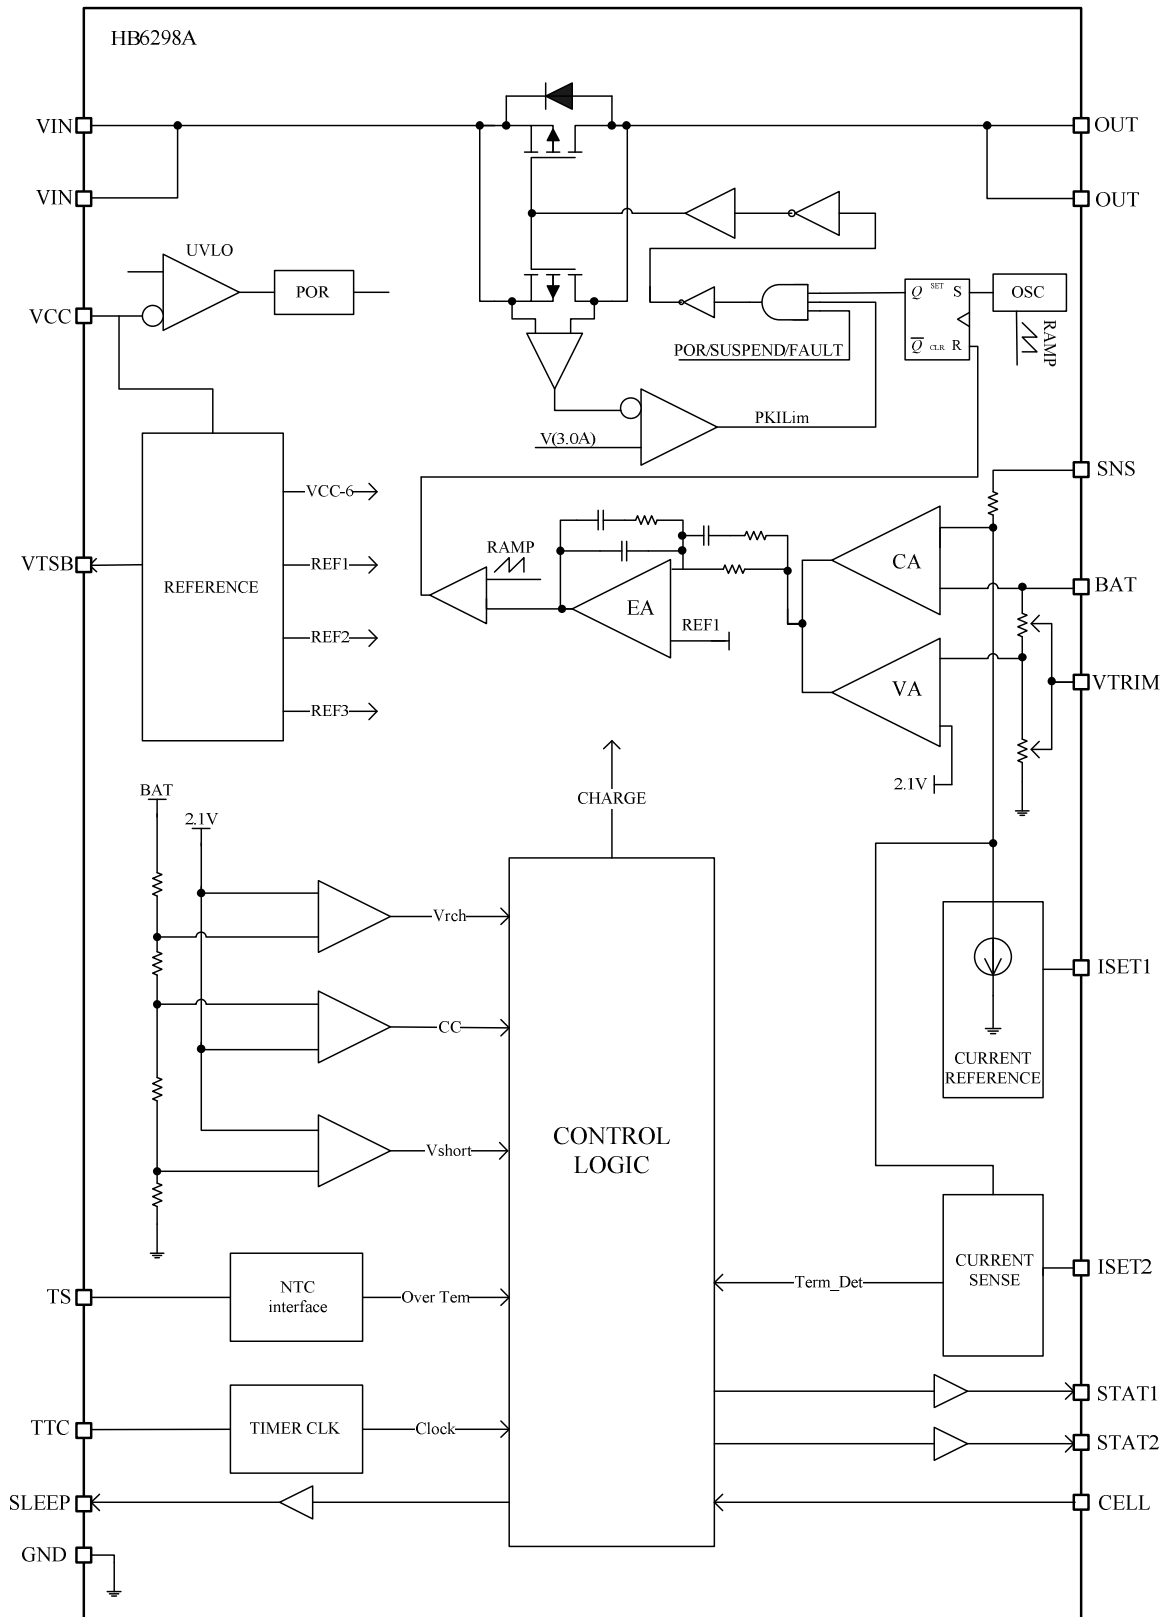 HB6298A
VIN
OUT
VIN
OUT
UVLO
POR
VCC
Q
SET
S
OSC
Q
CLR
R
RAMP
POR/SUSPEND/FAULT
V(3.0A)
PKILim
SNS
VCC-6
RAMP
CA
VTSB
REFERENCE
REF1
BAT
EA
REF1
REF2
VTRIM
VA
REF3
2.1V
BAT
CHARGE
2.1V
Vrch
ISET1
CC
CURRENT
REFERENCE
CONTROL
LOGIC
Vshort
TS
NTC
interface
Over Tem
Term_Det
CURRENT
SENSE
ISET2
STAT1
TTC
TIMER CLK
Clock
STAT2
SLEEP
CELL
GND